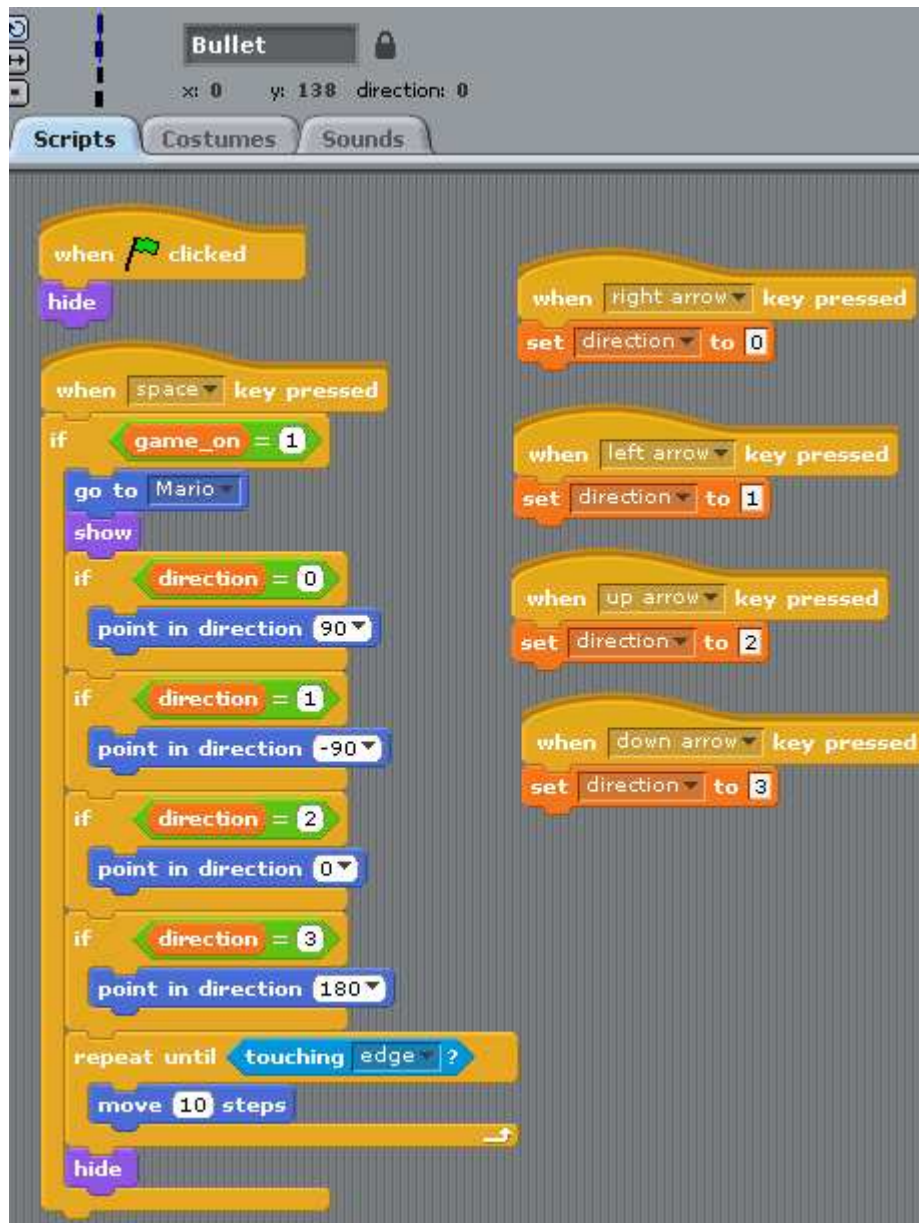 Bullet
x: 0 y: 138 direction: 0
Scripts Costumes Sounds
when clicked
hide
when space key pressed
if game_on = 1
go to Mario
show
if direction = 0
point in direction 90
if direction = 1
point in direction -90
if direction = 2
point in direction 0
if direction = 3
point in direction 180
repeat until touching edge ?
move 10 steps
hide
when right arrow key pressed
set direction to 0
when left arrow key pressed
set direction to 1
when up arrow key pressed
set direction to 2
when down arrow key pressed
set direction to 3